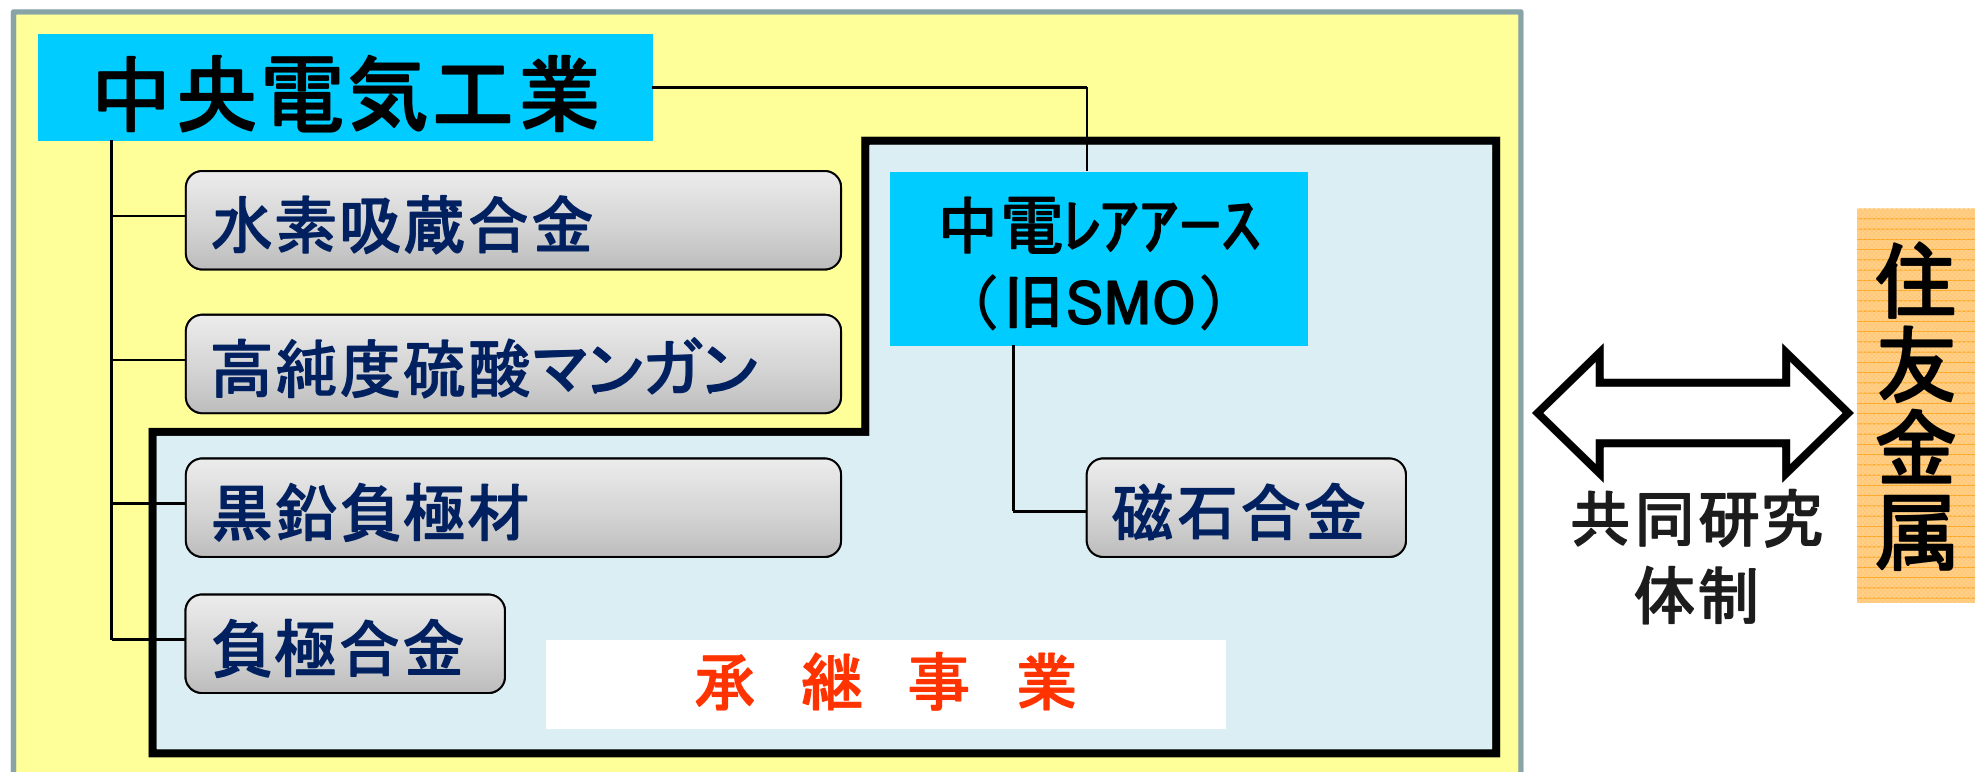 中央電気工業
水素吸蔵合金
高純度硫酸マンガン
黒鉛負極材
負極合金
中電レアアース
（旧SMO）
磁石合金
承継事業
共同研究
体制
住友金属